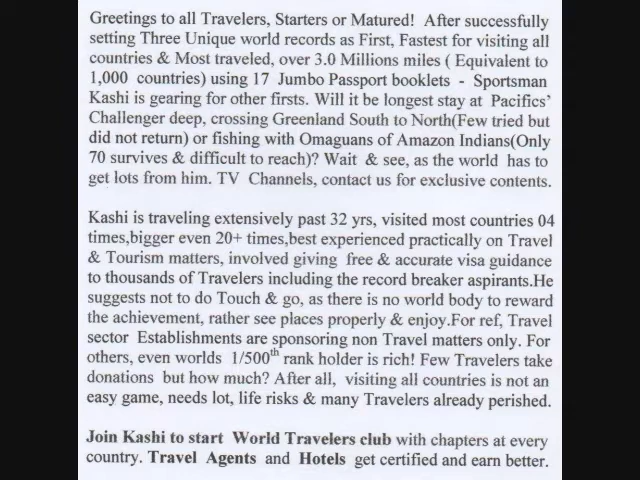 Greetings to all Travelers, Starters or Matured! After successfully
setting Three Unique world records as First, Fastest for visiting all
countries & Most traveled, over 3.0 Millions miles ( Equivalent to
1,000 countries) using 17 Jumbo Passport booklets - Sportsman
Kashi is gearing for other firsts. Will it be longest stay at Pacifics'
Challenger deep, crossing Greenland South to North(Few tried but
did not return) or fishing with Omaguans of Amazon Indians(Only
70 survives & difficult to reach)? Wait & see, as the world has to
get lots from him. TV Channels, contact us for exclusive contents.
Kashi is traveling extensively past 32 yrs, visited most countries 04
times,bigger even 20+ times,best experienced practically on Travel
& Tourism matters, involved giving free & accurate visa guidance
to thousands of Travelers including the record breaker aspirants.He
suggests not to do Touch & go, as there is no world body to reward
the achievement, rather see places properly & enjoy.For ref, Travel
sector Establishments are sponsoring non Travel matters only. For
others, even worlds 1/500th rank holder is rich! Few Travelers take
donations but how much? After all, visiting all countries is not an
easy game, needs lot, life risks & many Travelers already perished.
Join Kashi to start World Travelers club with chapters at every
country. Travel Agents and Hotels get certified and earn better.